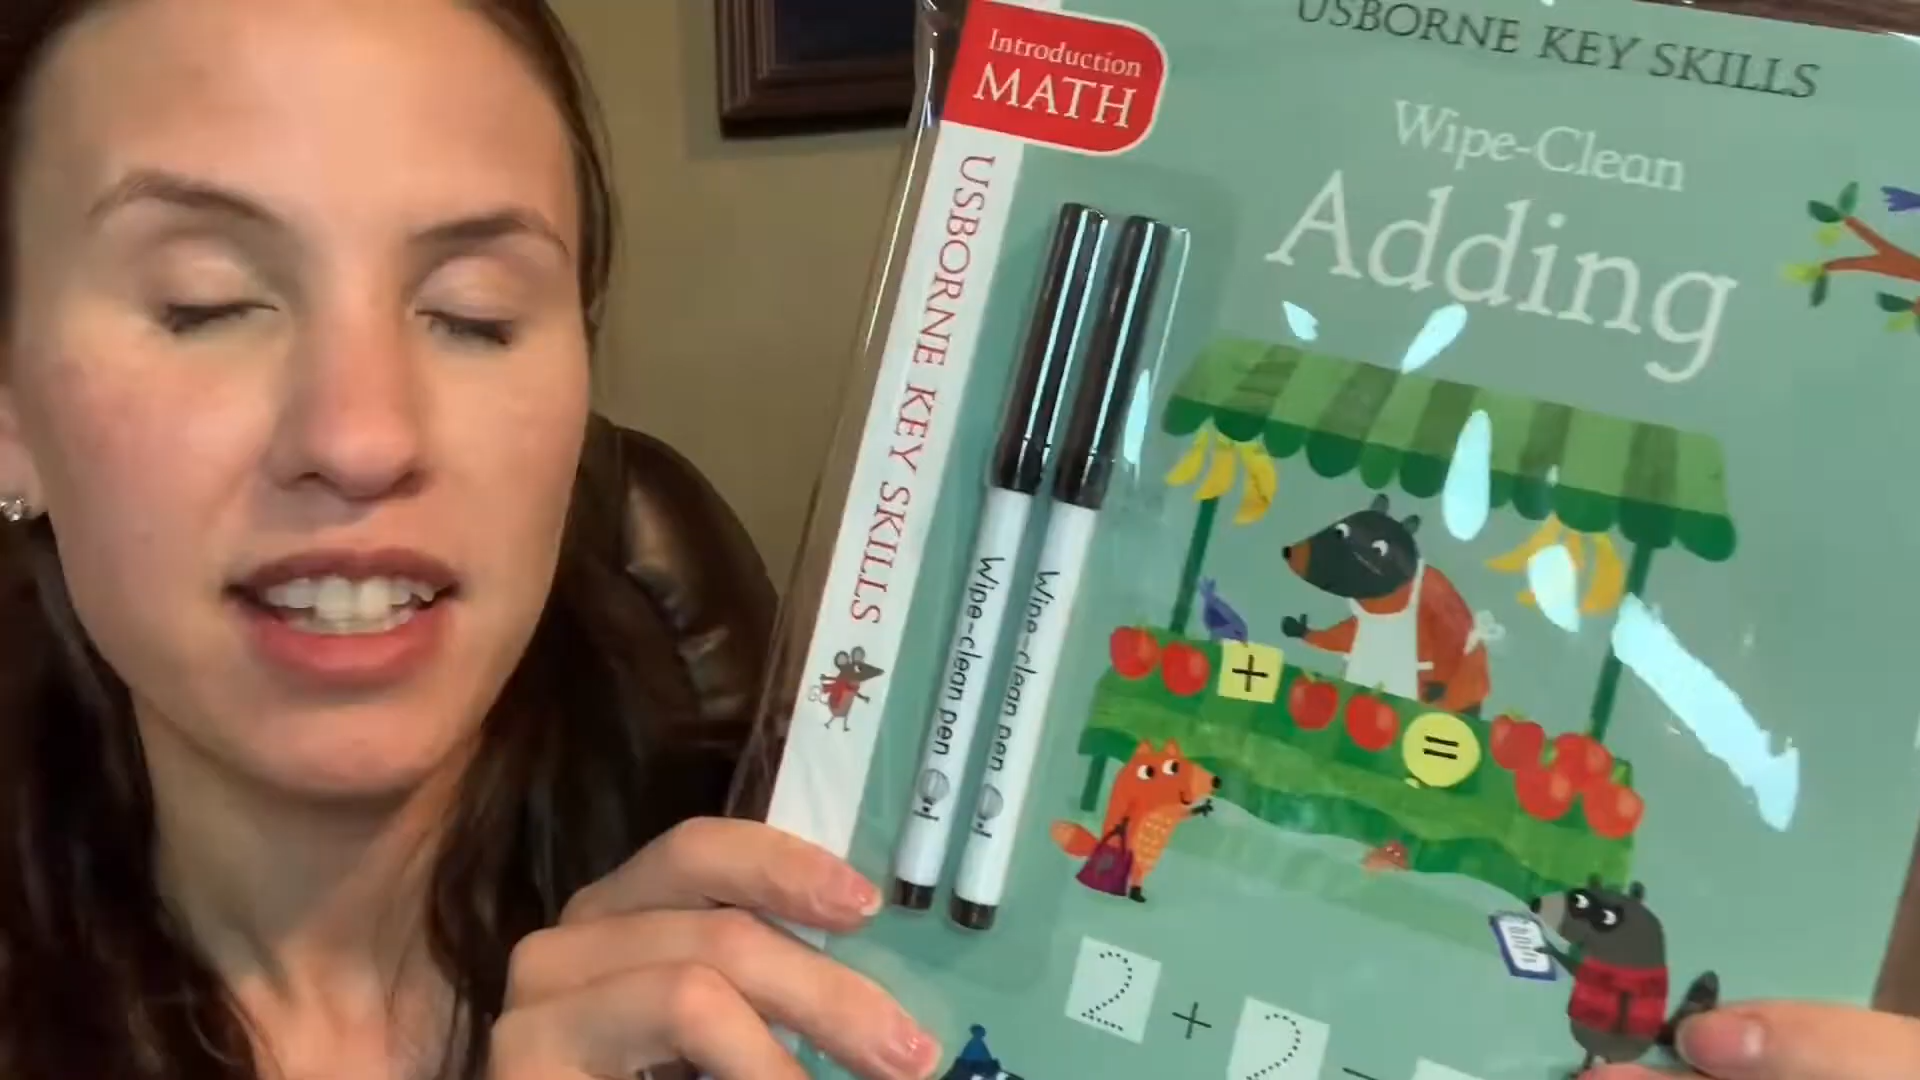 Introduction
MATH
USBORNE KEY SKILLS
Wipe-Clean
Adding
USBORNE KEY SKILLS
Wipe-clean pen
Wipe-clean pen
+
=
2 + 2